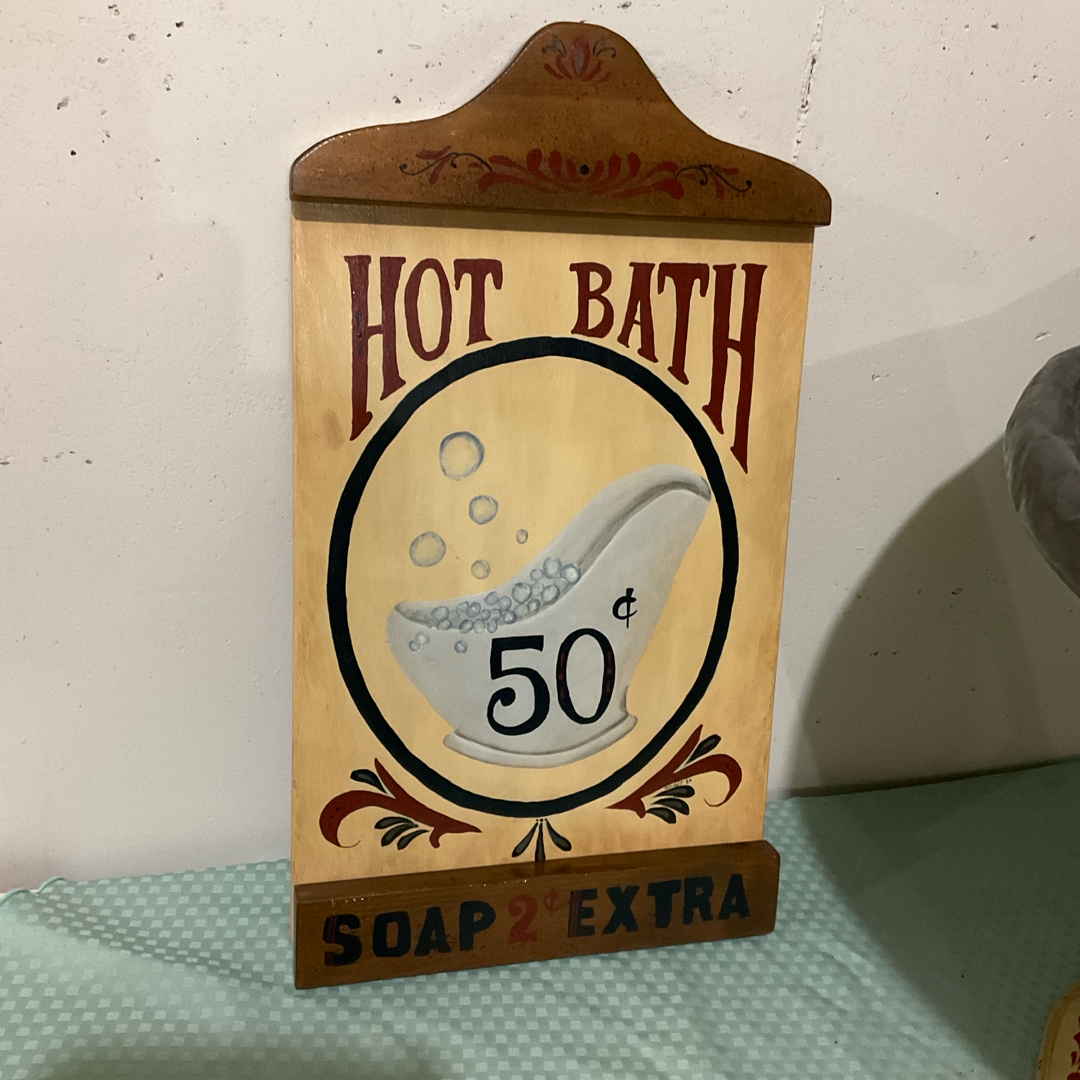 HOT BATH
50¢
SOAP 2¢ EXTRA